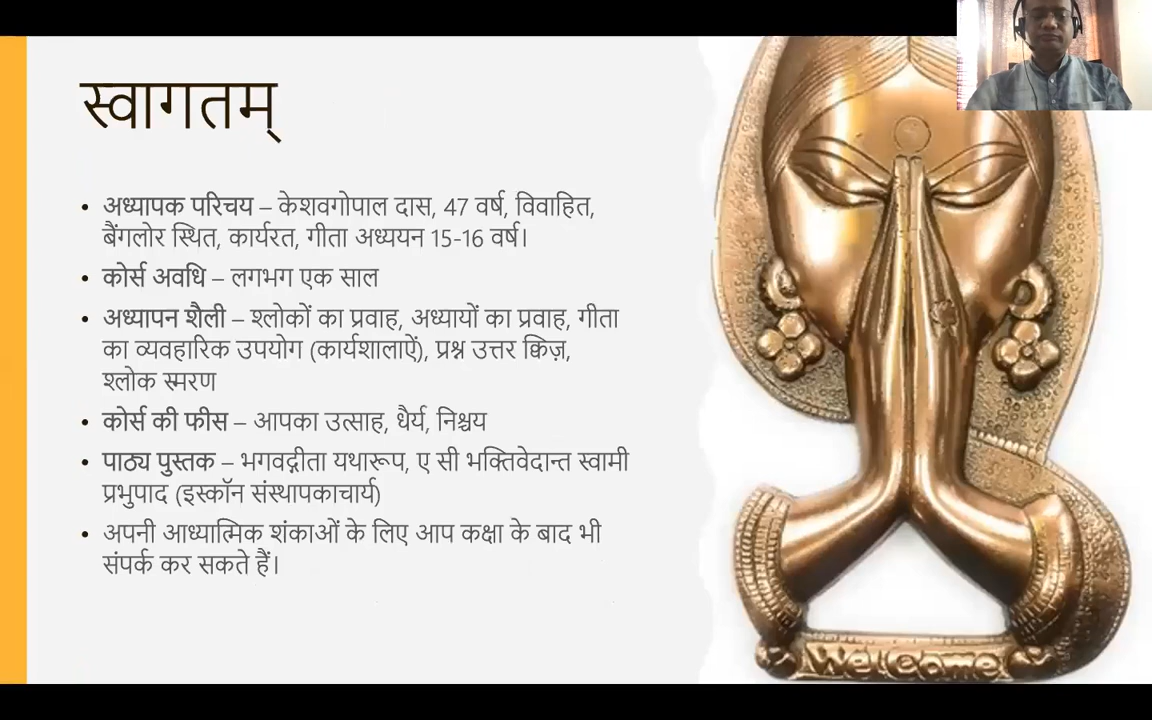 स्वागतम्
• अध्यापक परिचय – केशवगोपाल दास, 47 वर्ष, विवाहित,
बैंगलोर स्थित, कार्यरत, गीता अध्ययन 15-16 वर्ष।
• कोर्स अवधि – लगभग एक साल
• अध्यापन शैली – श्लोकों का प्रवाह, अध्यायों का प्रवाह, गीता
का व्यवहारिक उपयोग (कार्यशालाऐं), प्रश्न उत्तर क्विज़,
श्लोक स्मरण
• कोर्स की फीस – आपका उत्साह, धैर्य, निश्चय
• पाठ्य पुस्तक – भगवद्गीता यथारूप, ए सी भक्तिवेदान्त स्वामी
प्रभुपाद (इस्कॉन संस्थापकाचार्य)
• अपनी आध्यात्मिक शंकाओं के लिए आप कक्षा के बाद भी
संपर्क कर सकते हैं।
Welcome